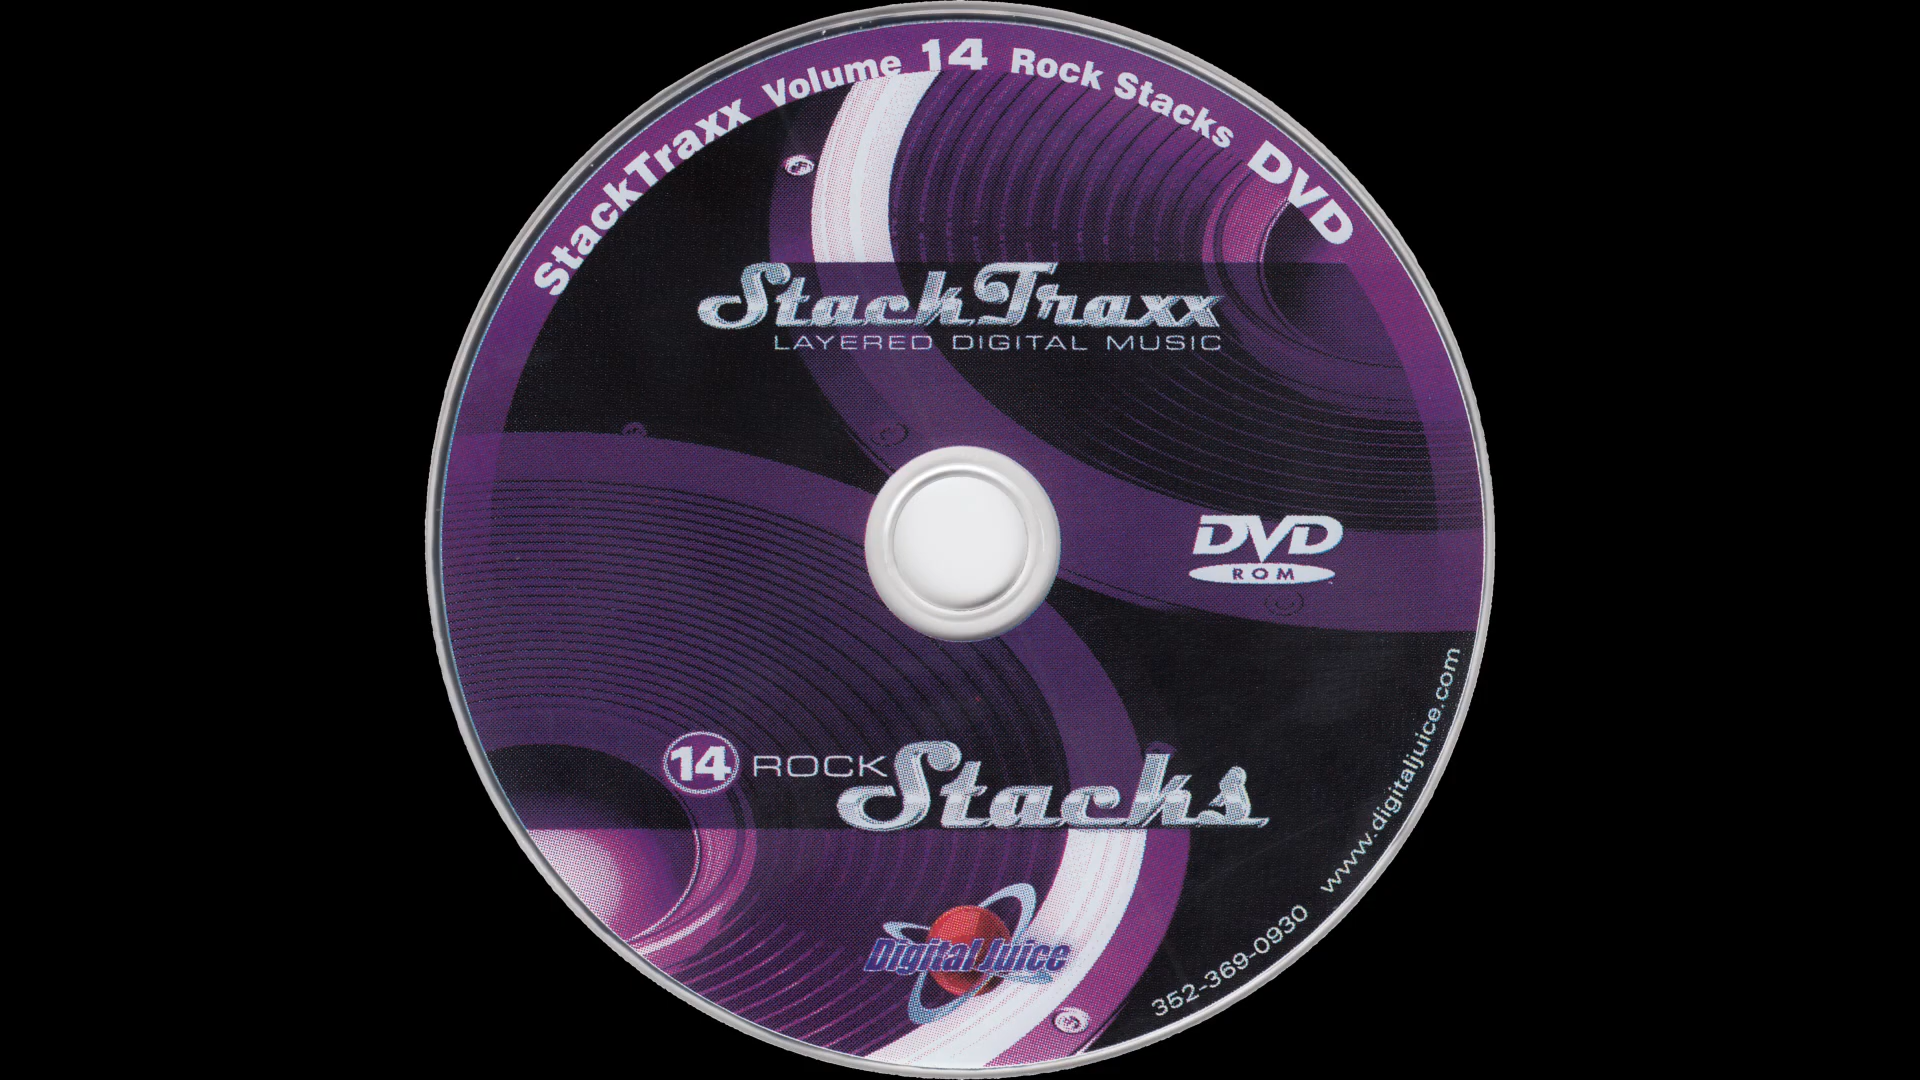 StackTraxx Volume 14 Rock Stacks DVD
StackTraxx
LAYERED DIGITAL MUSIC
DVD
ROM
14 ROCK Stacks
Digital Juice
www.digitaljuice.com
352-369-0930